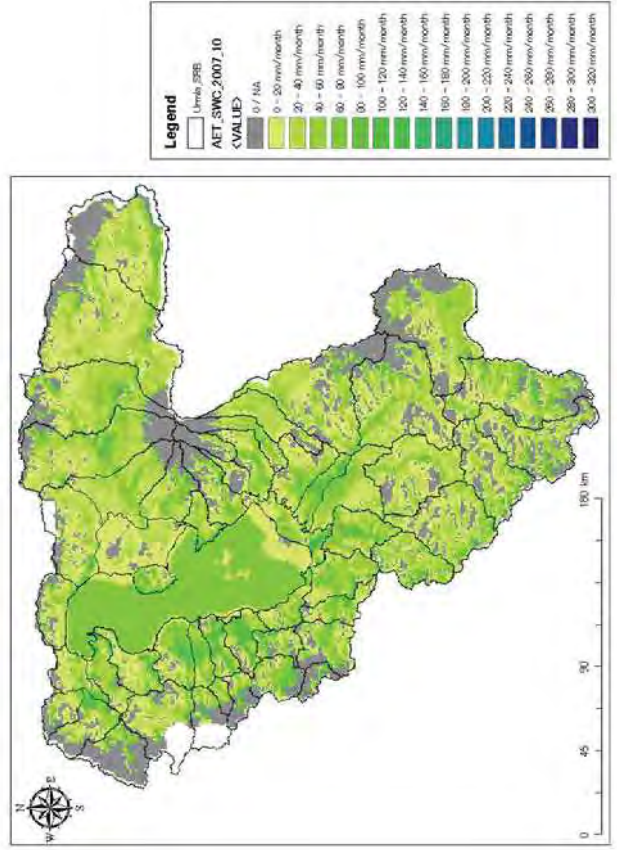 Legend
Urmia_SRB
AET_SWC_2007_10
<VALUE>
0 / NA
0 - 20 mm/month
20 - 40 mm/month
40 - 60 mm/month
60 - 80 mm/month
80 - 100 mm/month
100 - 120 mm/month
120 - 140 mm/month
140 - 160 mm/month
160 - 180 mm/month
180 - 200 mm/month
200 - 220 mm/month
220 - 240 mm/month
240 - 260 mm/month
260 - 280 mm/month
280 - 300 mm/month
300 - 320 mm/month
N
W E
S
0 45 90 180 km